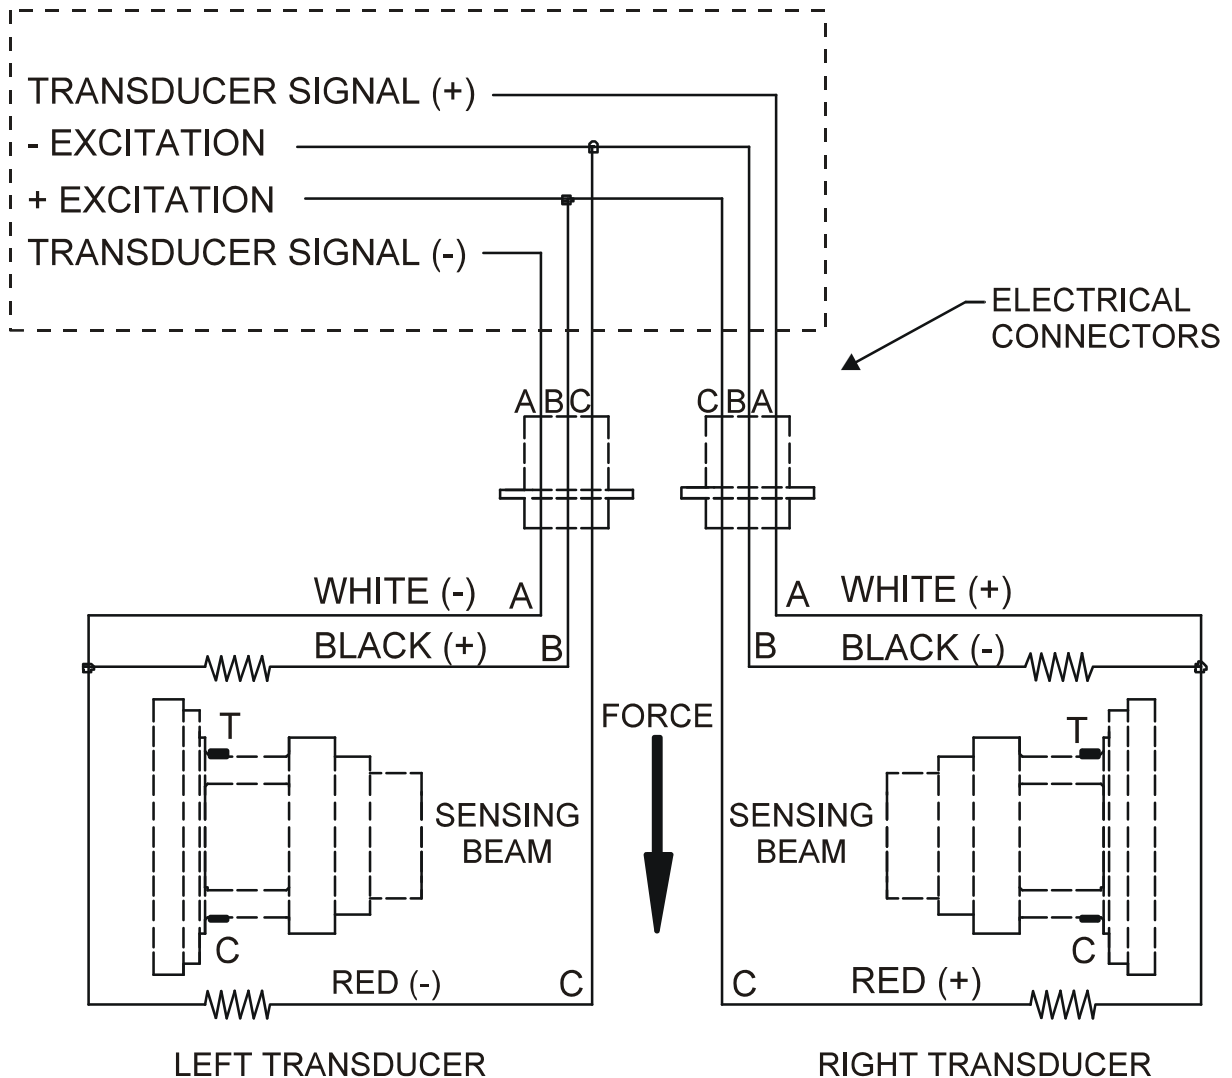 TRANSDUCER SIGNAL (+)
- EXCITATION
+ EXCITATION
TRANSDUCER SIGNAL (-)
ELECTRICAL
CONNECTORS
A B C
C B A
WHITE (-) A
A WHITE (+)
BLACK (+) B
B BLACK (-)
T
FORCE
T
SENSING
BEAM
SENSING
BEAM
C
C
RED (-) C
C RED (+)
LEFT TRANSDUCER
RIGHT TRANSDUCER